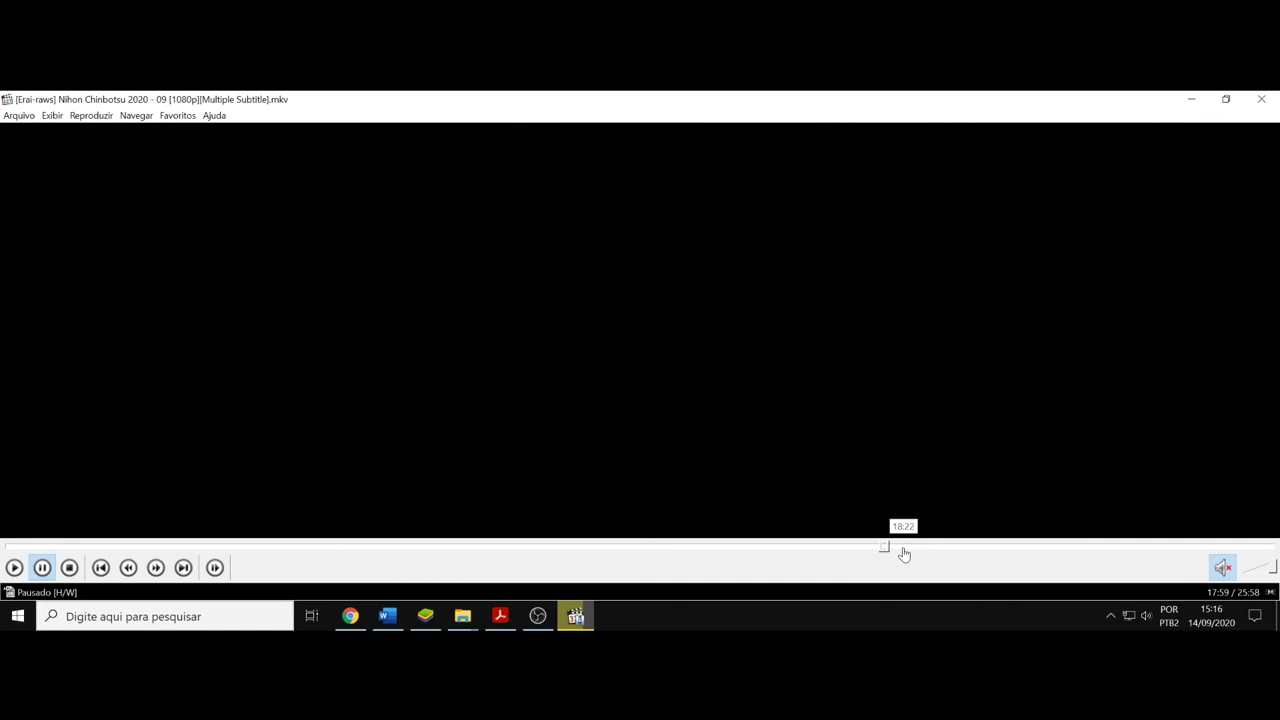 [Erai-raws] Nihon Chinbotsu 2020 - 09 [1080p][Multiple Subtitle].mkv
Arquivo Exibir Reproduzir Navegar Favoritos Ajuda
18:22
Pausado [H/W]
17:59 / 25:58
Digite aqui para pesquisar
POR
PTB2
15:16
14/09/2020